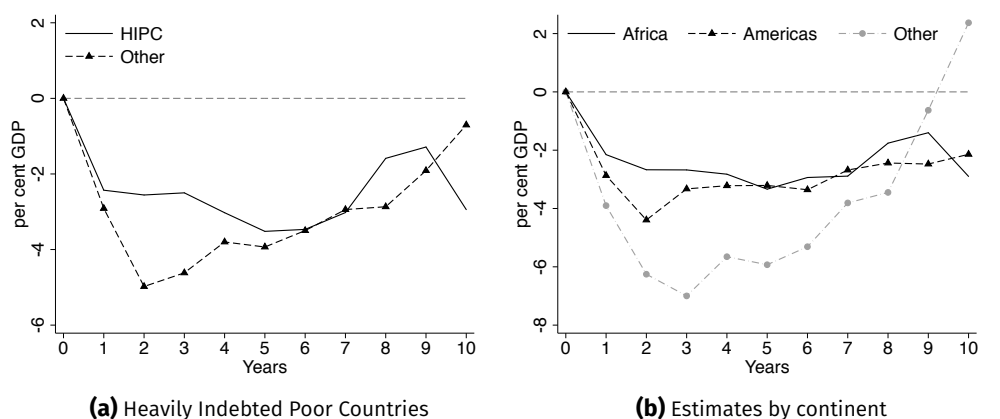 2
0
-2
-4
-6
per cent GDP
HIPC
Other
0 1 2 3 4 5 6 7 8 9 10
Years
(a) Heavily Indebted Poor Countries
2
0
-2
-4
-6
-8
per cent GDP
Africa Americas Other
0 1 2 3 4 5 6 7 8 9 10
Years
(b) Estimates by continent